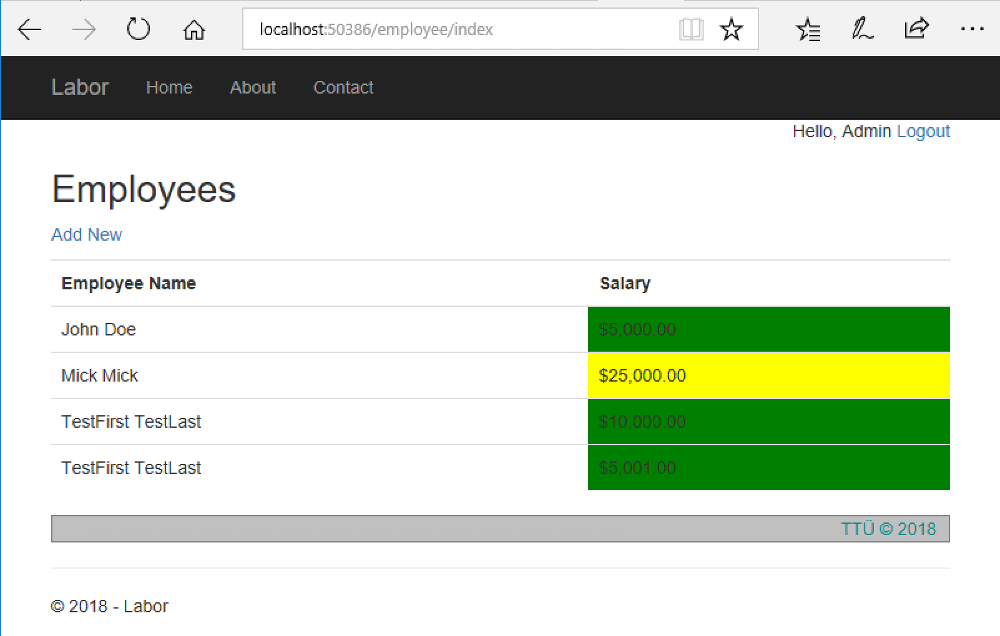 localhost:50386/employee/index
Labor Home About Contact
Hello, Admin Logout
Employees
Add New
Employee Name Salary
John Doe $5,000.00
Mick Mick $25,000.00
TestFirst TestLast $10,000.00
TestFirst TestLast $5,001.00
TTÜ © 2018
© 2018 - Labor